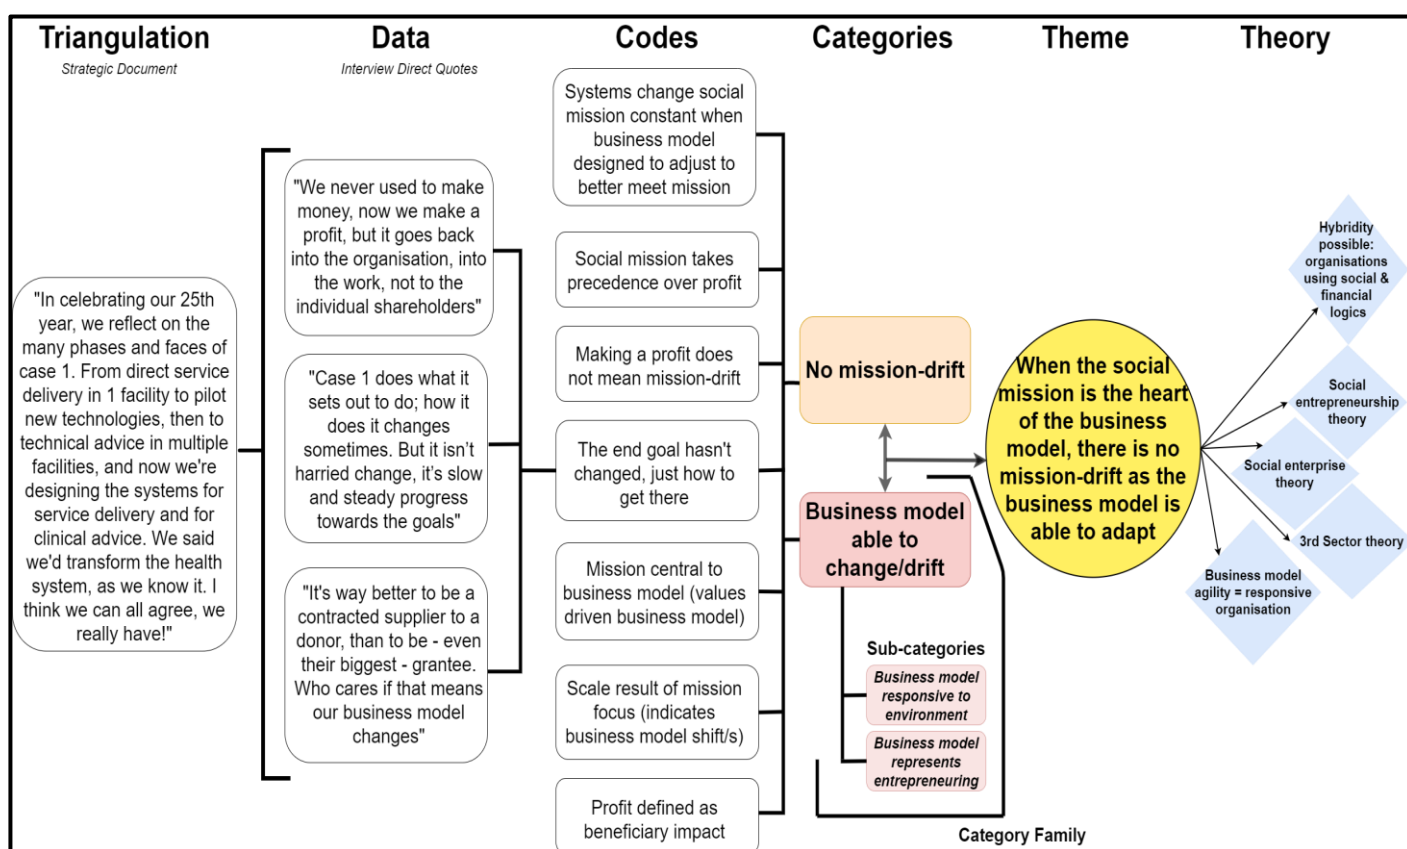 Triangulation
Strategic Document
"In celebrating our 25th
year, we reflect on the
many phases and faces of
case 1. From direct service
delivery in 1 facility to pilot
new technologies, then to
technical advice in multiple
facilities, and now we're
designing the systems for
service delivery and for
clinical advice. We said
we'd transform the health
system, as we know it. I
think we can all agree, we
really have!"
Data
Interview Direct Quotes
"We never used to make
money, now we make a
profit, but it goes back
into the organisation, into
the work, not to the
individual shareholders"
"Case 1 does what it
sets out to do; how it
does it changes
sometimes. But it isn't
harried change, it's slow
and steady progress
towards the goals"
"It's way better to be a
contracted supplier to a
donor, than to be - even
their biggest - grantee.
Who cares if that means
our business model
changes"
Codes
Systems change social
mission constant when
business model
designed to adjust to
better meet mission
Social mission takes
precedence over profit
Making a profit does
not mean mission-drift
The end goal hasn't
changed, just how to
get there
Mission central to
business model (values
driven business model)
Scale result of mission
focus (indicates
business model shift/s)
Profit defined as
beneficiary impact
Categories
No mission-drift
Business model
able to
change/drift
Sub-categories
Business model
responsive to
environment
Business model
represents
entrepreneuring
Category Family
Theme
When the social
mission is the heart
of the business
model, there is no
mission-drift as the
business model is
able to adapt
Theory
Hybridity
possible:
organisations
using social &
financial
logics
Social
entrepreneurship
theory
Social enterprise
theory
3rd Sector theory
Business model
agility = responsive
organisation